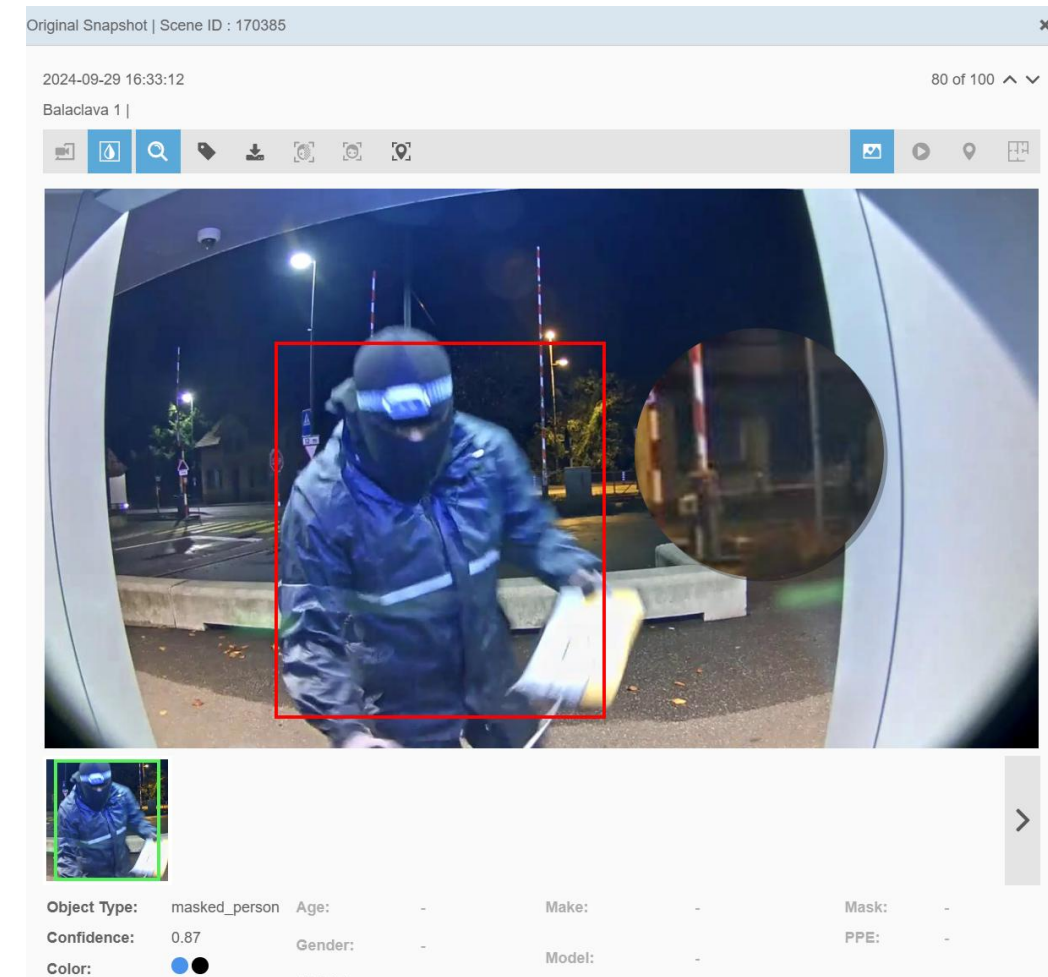 Original Snapshot | Scene ID : 170385
2024-09-29 16:33:12
80 of 100
Balaclava 1 |
Object Type: masked_person Age: - Make: - Mask: -
Confidence: 0.87 Gender: - PPE: -
Color: Model: -